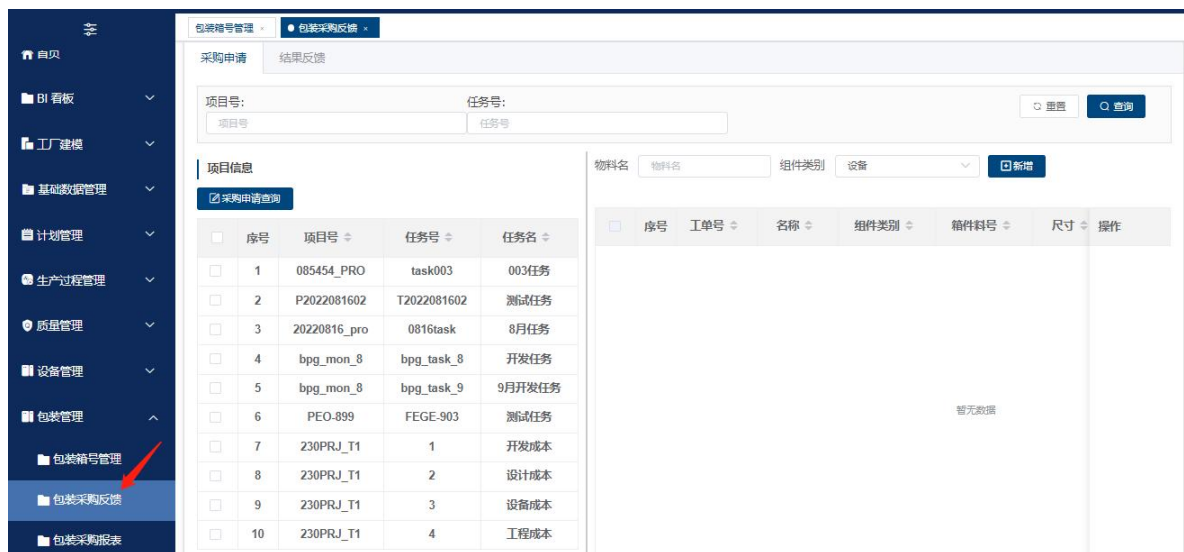 包装箱号管理 ×
包装采购反馈 ×
首页
BI 看板
工厂建模
基础数据管理
计划管理
生产过程管理
质量管理
设备管理
包装管理
包装箱号管理
包装采购反馈
包装采购报表
采购申请 结果反馈
项目号: 任务号:
项目号 任务号 重置 查询
项目信息
采购申请查询
序号 项目号 任务号 任务名
1 085454_PRO task003 003任务
2 P2022081602 T2022081602 测试任务
3 20220816_pro 0816task 8月任务
4 bpg_mon_8 bpg_task_8 开发任务
5 bpg_mon_8 bpg_task_9 9月开发任务
6 PEO-899 FEGE-903 测试任务
7 230PRJ_T1 1 开发成本
8 230PRJ_T1 2 设计成本
9 230PRJ_T1 3 设备成本
10 230PRJ_T1 4 工程成本
物料名 物料名 组件类别 设备 新增
序号 工单号 名称 组件类别 箱件料号 尺寸 操作
暂无数据